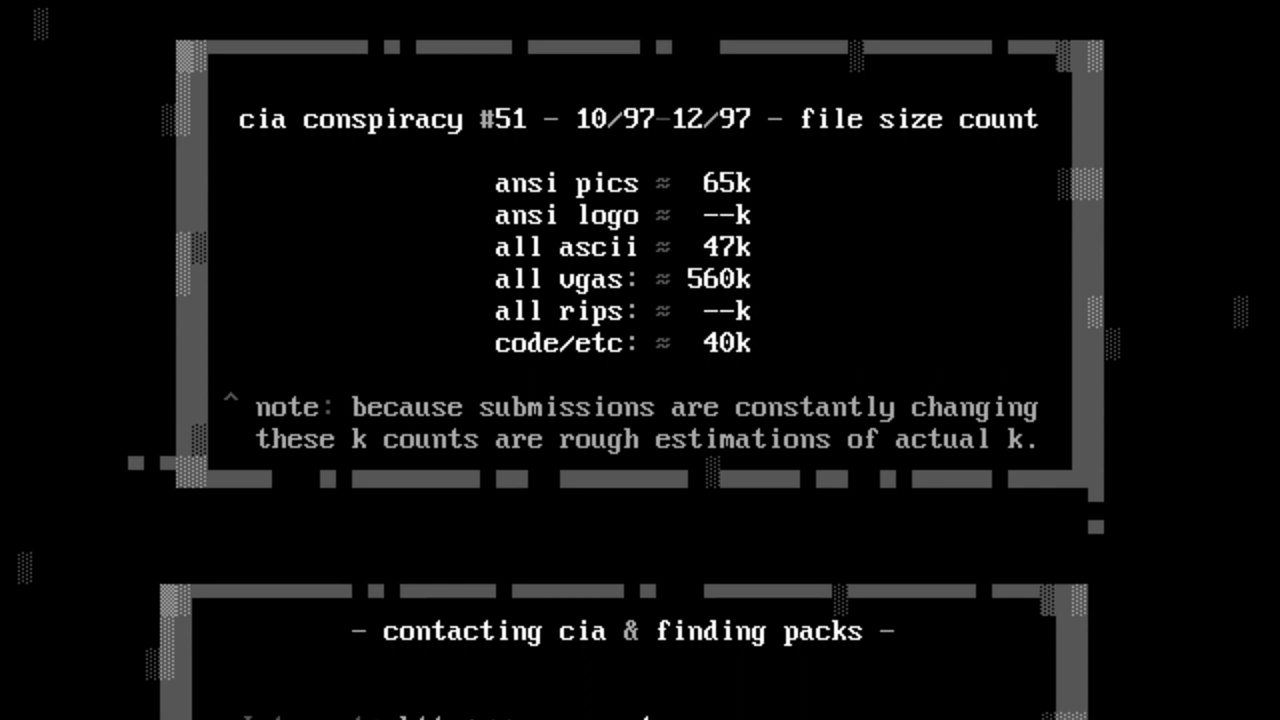 cia conspiracy #51 - 10/97-12/97 - file size count
ansi pics ≈ 65k
ansi logo ≈ --k
all ascii ≈ 47k
all vgas: ≈ 560k
all rips: ≈ --k
code/etc: ≈ 40k
^ note: because submissions are constantly changing
these k counts are rough estimations of actual k.
- contacting cia & finding packs -